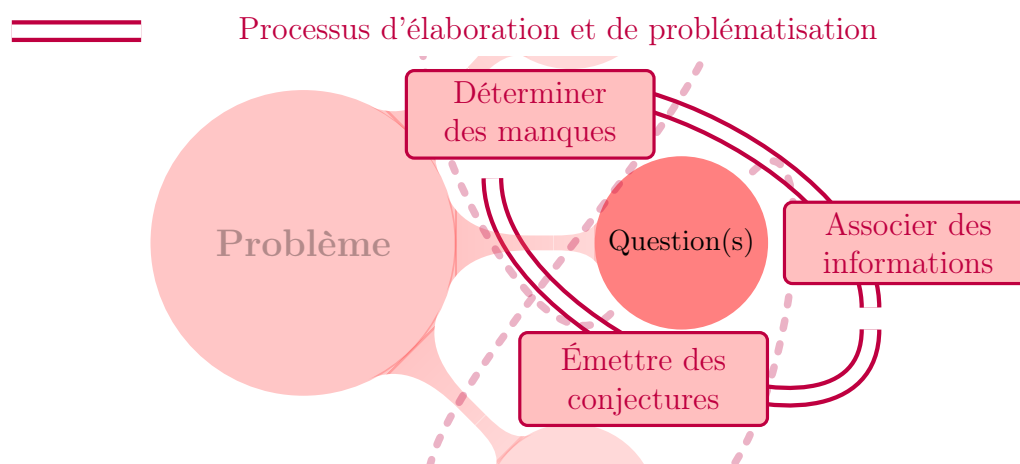 Processus d'élaboration et de problématisation
Déterminer
des manques
Problème
Question(s)
Associer des
informations
Émettre des
conjectures